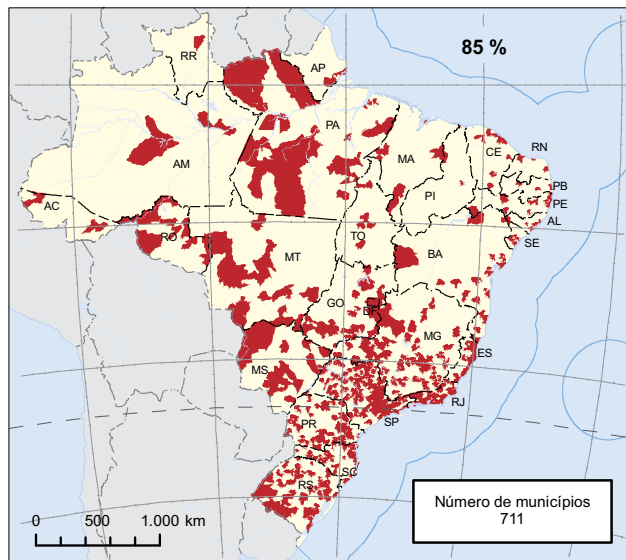 85 %
RR
AP
AM
PA
MA
CE
RN
PB
PE
AL
SE
PI
AC
RO
TO
BA
MT
GO
DF
MG
ES
MS
SP
RJ
PR
SC
RS
0 500 1.000 km
Número de municípios
711